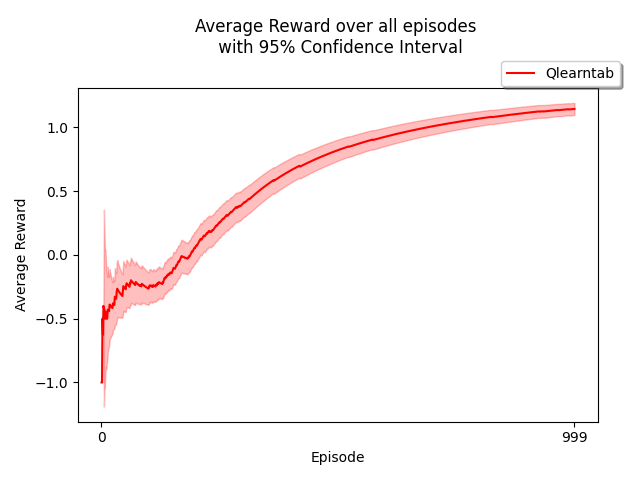 Average Reward over all episodes
with 95% Confidence Interval
Qlearntab
1.0
0.5
0.0
−0.5
−1.0
Average Reward
0
999
Episode